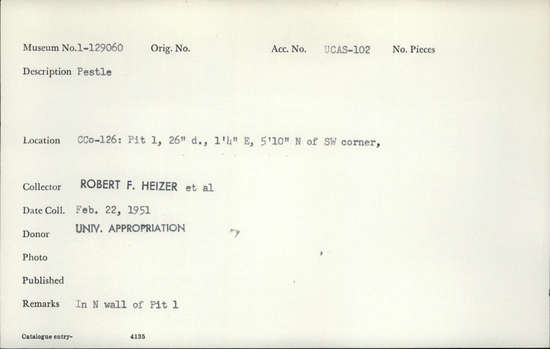 Museum No. 1-129060 Orig. No. Acc. No. UCAS-102 No. Pieces
Description Pestle
Location CCo-126: Pit 1, 26" d., 1'4" E, 5'10" N of SW corner,
Collector ROBERT F. HEIZER et al
Date Coll. Feb. 22, 1951
Donor UNIV. APPROPRIATION
Photo
Published
Remarks In N wall of Pit 1
Catalogue entry- 4135